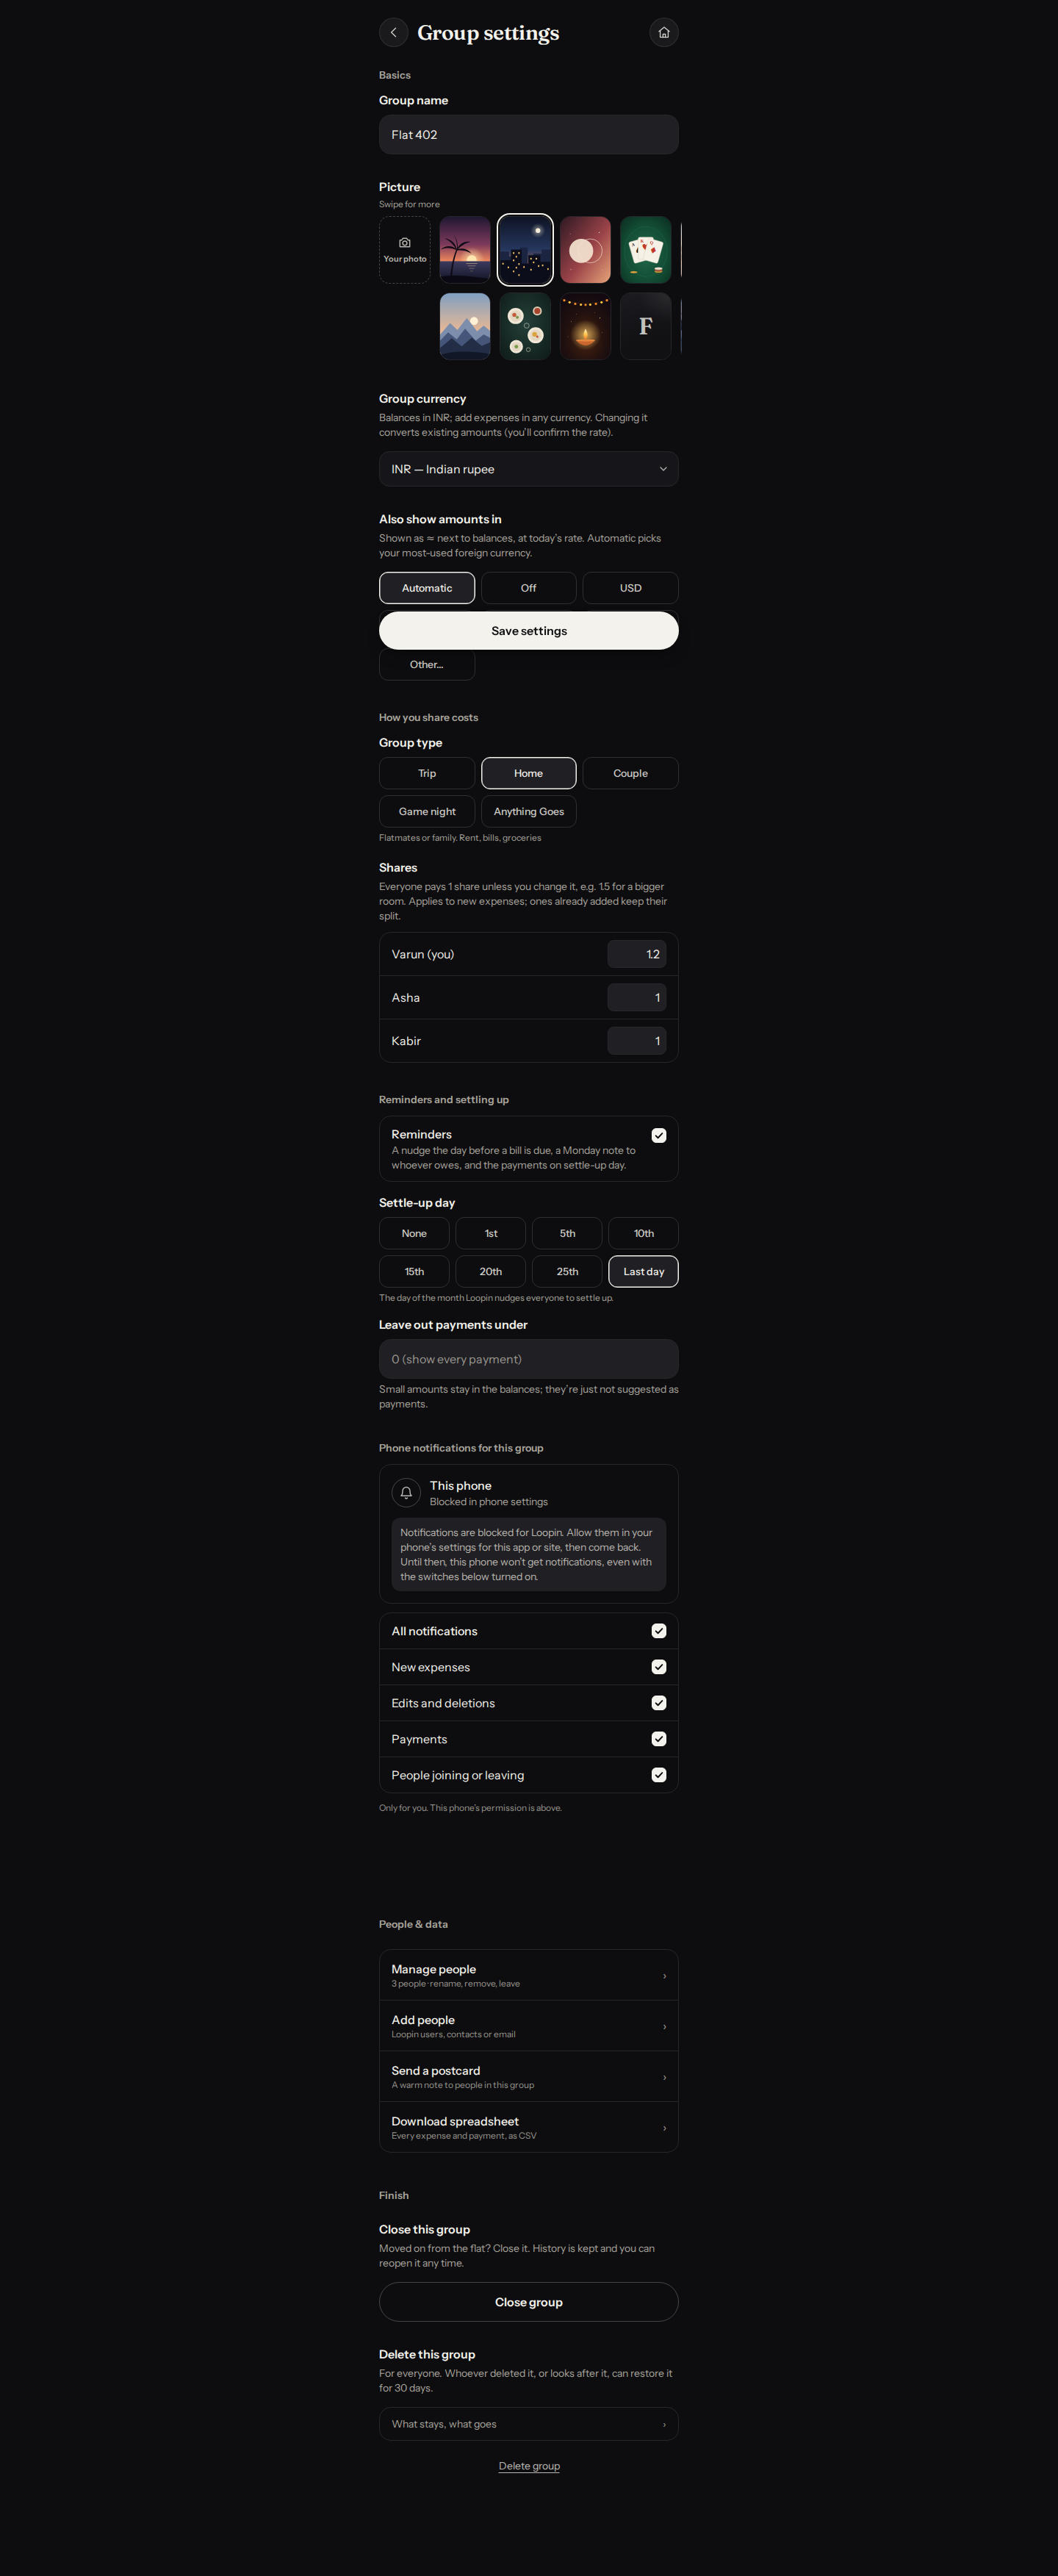 Group settings
Basics
Group name
Flat 402
Picture
Swipe for more
Your photo
F
Group currency
Balances in INR; add expenses in any currency. Changing it
converts existing amounts (you'll confirm the rate).
INR — Indian rupee
Also show amounts in
Shown as ≈ next to balances, at today's rate. Automatic picks
your most-used foreign currency.
Automatic
Off
USD
Save settings
Other...
How you share costs
Group type
Trip
Home
Couple
Game night
Anything Goes
Flatmates or family. Rent, bills, groceries
Shares
Everyone pays 1 share unless you change it, e.g. 1.5 for a bigger
room. Applies to new expenses; ones already added keep their
split.
Varun (you)
1.2
Asha
1
Kabir
1
Reminders and settling up
Reminders
A nudge the day before a bill is due, a Monday note to
whoever owes, and the payments on settle-up day.
Settle-up day
None
1st
5th
10th
15th
20th
25th
Last day
The day of the month Loopin nudges everyone to settle up.
Leave out payments under
0 (show every payment)
Small amounts stay in the balances; they're just not suggested as
payments.
Phone notifications for this group
This phone
Blocked in phone settings
Notifications are blocked for Loopin. Allow them in your
phone's settings for this app or site, then come back.
Until then, this phone won't get notifications, even with
the switches below turned on.
All notifications
New expenses
Edits and deletions
Payments
People joining or leaving
Only for you. This phone's permission is above.
People & data
Manage people
3 people · rename, remove, leave
Add people
Loopin users, contacts or email
Send a postcard
A warm note to people in this group
Download spreadsheet
Every expense and payment, as CSV
Finish
Close this group
Moved on from the flat? Close it. History is kept and you can
reopen it any time.
Close group
Delete this group
For everyone. Whoever deleted it, or looks after it, can restore it
for 30 days.
What stays, what goes
Delete group